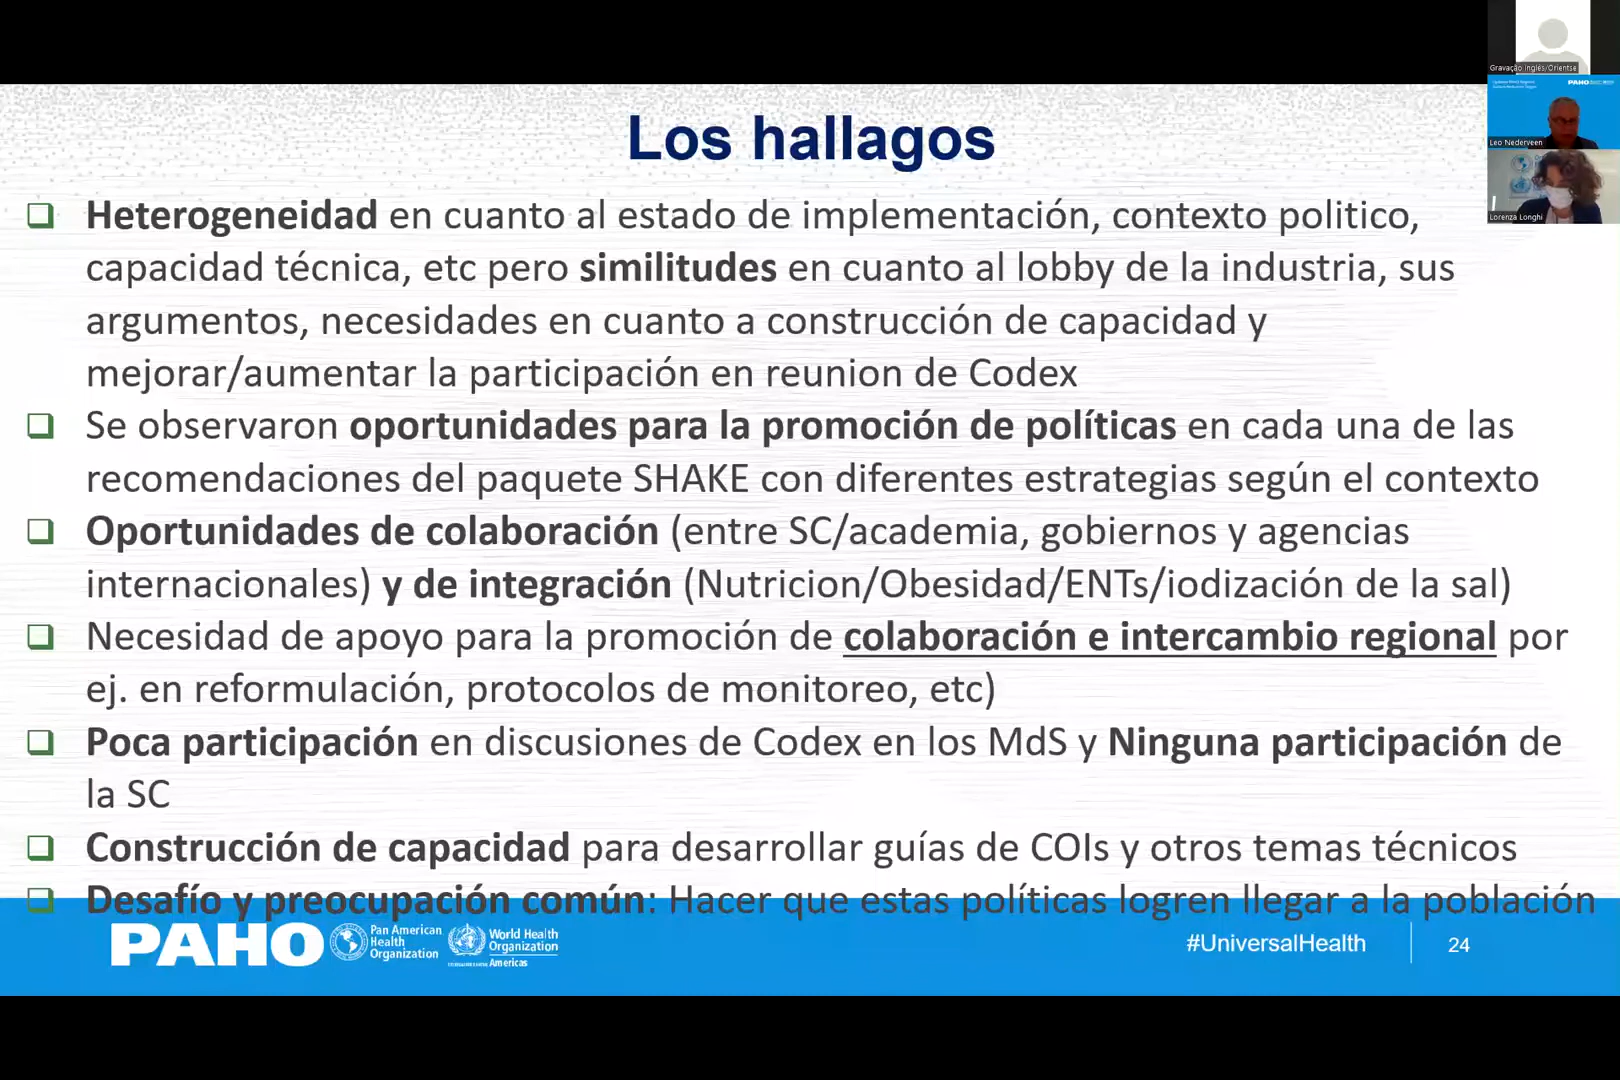 Los hallagos
Heterogeneidad en cuanto al estado de implementación, contexto politico,
capacidad técnica, etc pero similitudes en cuanto al lobby de la industria, sus
argumentos, necesidades en cuanto a construcción de capacidad y
mejorar/aumentar la participación en reunion de Codex
Se observaron oportunidades para la promoción de políticas en cada una de las
recomendaciones del paquete SHAKE con diferentes estrategias según el contexto
Oportunidades de colaboración (entre SC/academia, gobiernos y agencias
internacionales) y de integración (Nutricion/Obesidad/ENTs/iodización de la sal)
Necesidad de apoyo para la promoción de colaboración e intercambio regional por
ej. en reformulación, protocolos de monitoreo, etc)
Poca participación en discusiones de Codex en los MdS y Ninguna participación de
la SC
Construcción de capacidad para desarrollar guías de COIs y otros temas técnicos
Desafío y preocupación común: Hacer que estas políticas logren llegar a la población
PAHO
Pan American
Health
Organization
World Health
Organization
Americas
#UniversalHealth
24
Gravação Inglés/Orientse
PAHO
Leo Nederveen
Lorenza Longhi